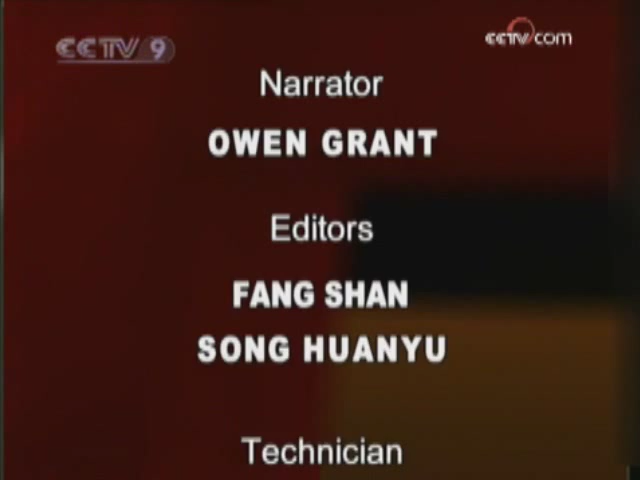 CCTV 9
CCTV.com
Narrator
OWEN GRANT
Editors
FANG SHAN
SONG HUANYU
Technician